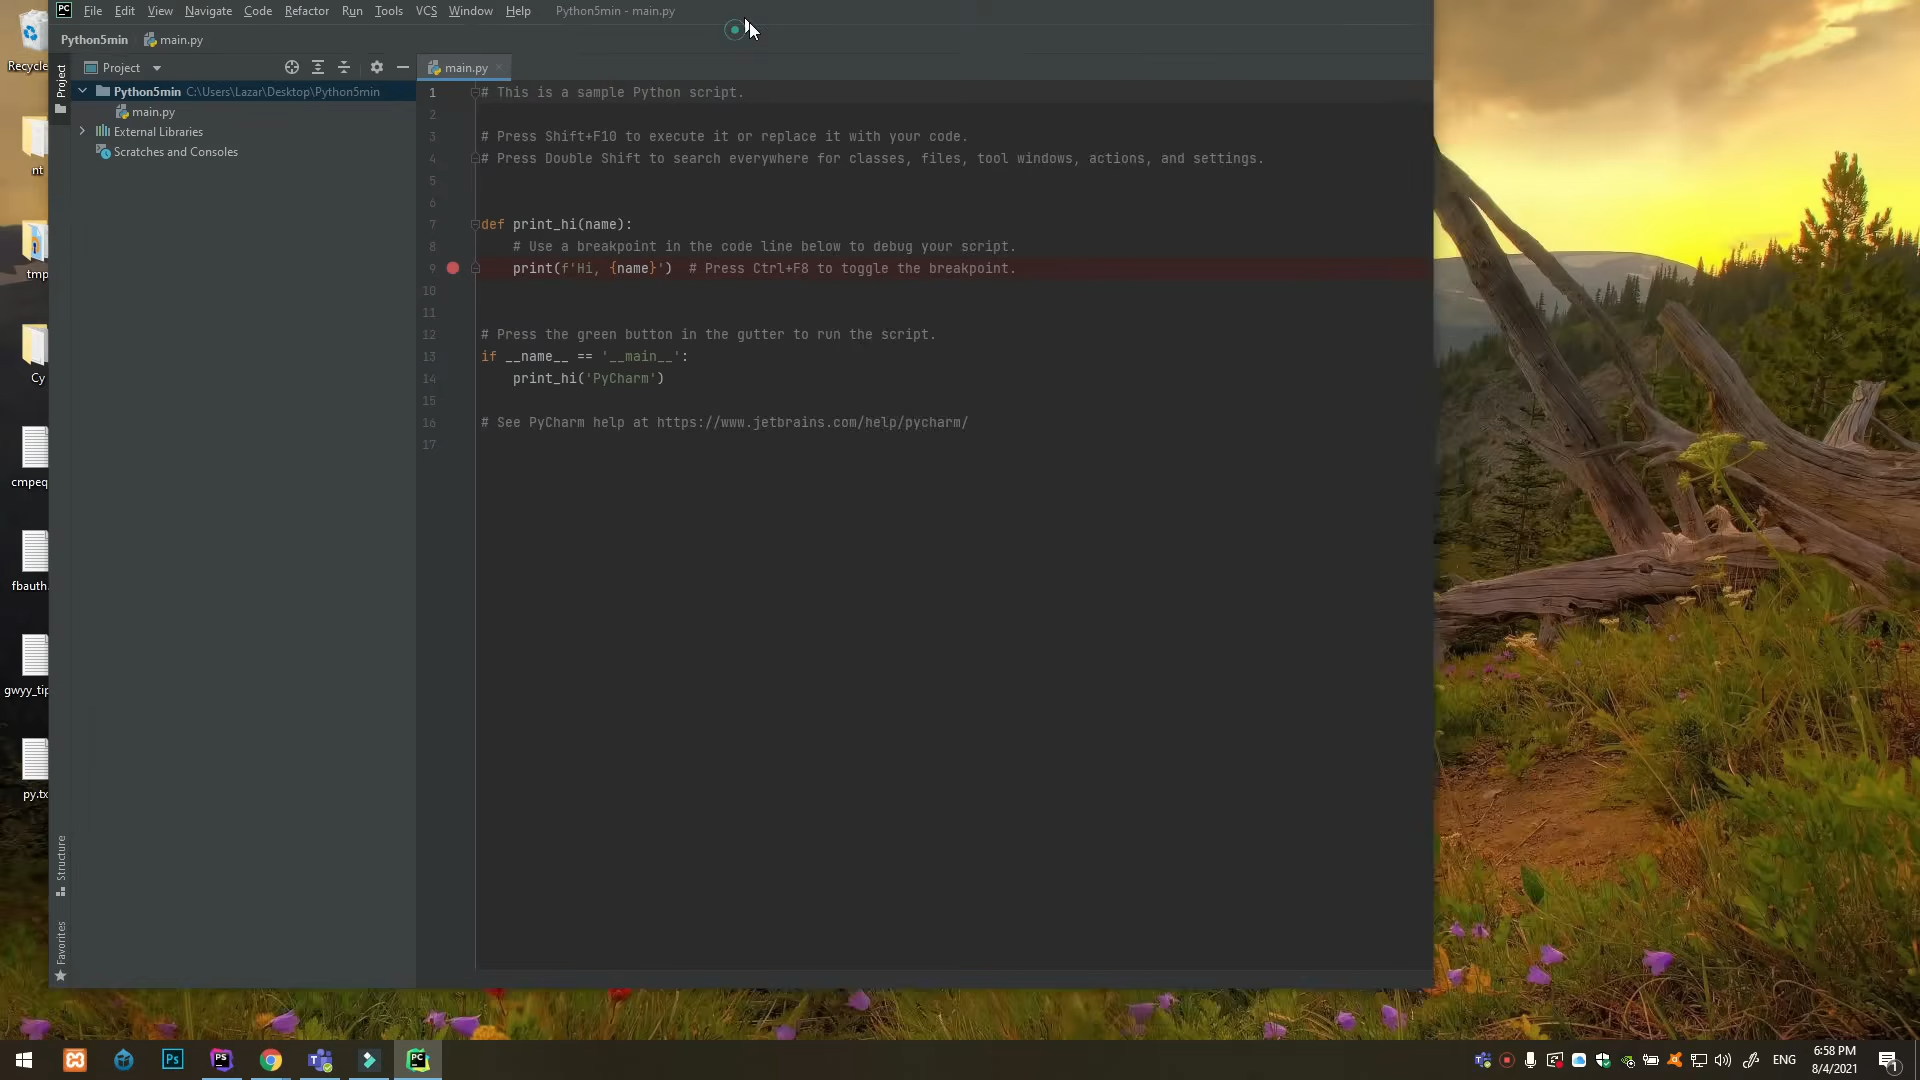 PC File Edit View Navigate Code Refactor Run Tools VCS Window Help Python5min - main.py
Python5min main.py
Project main.py
Project
Python5min C:\Users\Lazar\Desktop\Python5min
main.py
External Libraries
Scratches and Consoles
1 # This is a sample Python script.
2
3 # Press Shift+F10 to execute it or replace it with your code.
4 # Press Double Shift to search everywhere for classes, files, tool windows, actions, and settings.
5
6
7 def print_hi(name):
8 # Use a breakpoint in the code line below to debug your script.
9 print(f'Hi, {name}') # Press Ctrl+F8 to toggle the breakpoint.
10
11
12 # Press the green button in the gutter to run the script.
13 if __name__ == '__main__':
14 print_hi('PyCharm')
15
16 # See PyCharm help at https://www.jetbrains.com/help/pycharm/
17
Structure
Favorites
Recycle
nt
tmp
Cy
cmpeq
fbauth.
gwyy_tip
py.tx
Ps PS PC
ENG 6:58 PM
8/4/2021
1